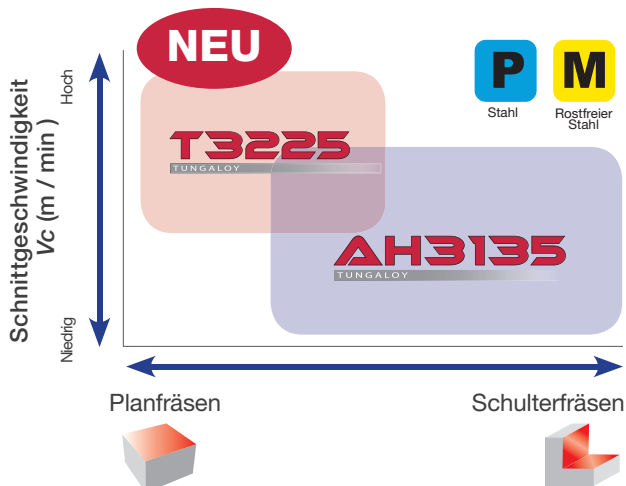 NEU
Schnittgeschwindigkeit
Vc (m / min )
Hoch
Niedrig
P
Stahl
M
Rostfreier
Stahl
T3225
TUNGALOY
AH3135
TUNGALOY
Planfräsen
Schulterfräsen